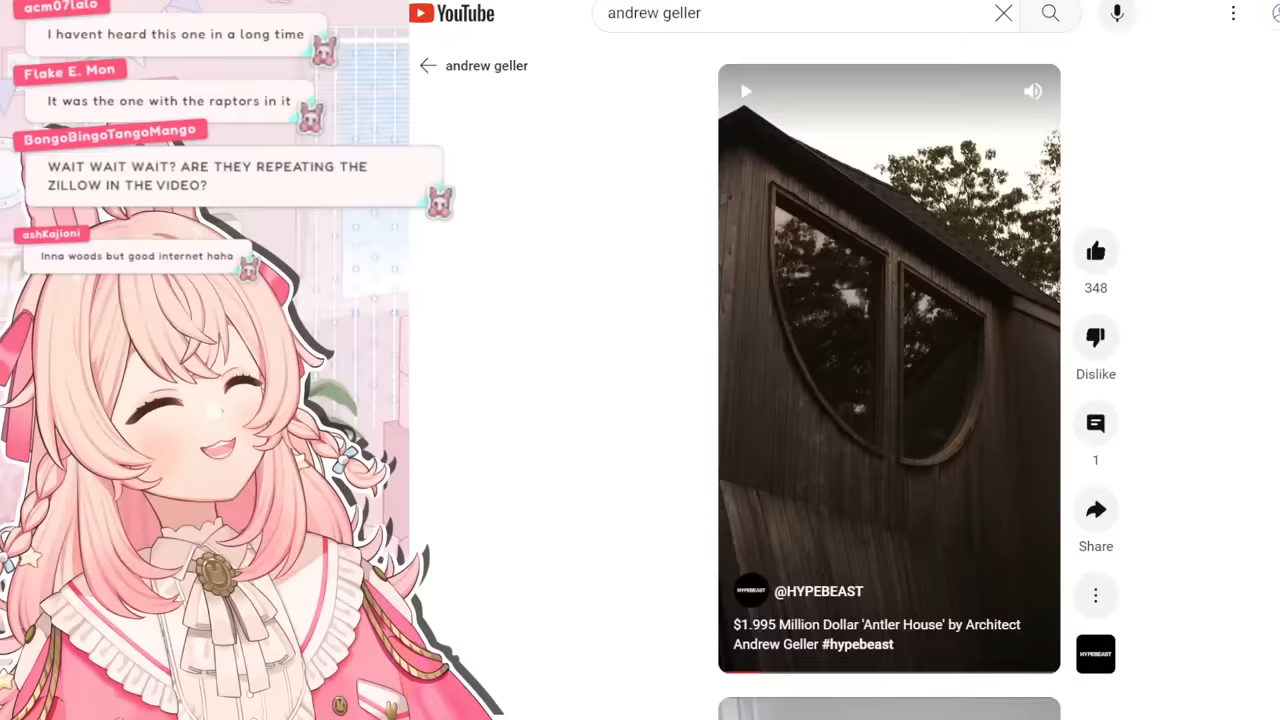 acm07lalo
I havent heard this one in a long time
Flake E. Mon
It was the one with the raptors in it
BongoBingoTangoMango
WAIT WAIT WAIT? ARE THEY REPEATING THE
ZILLOW IN THE VIDEO?
ashKajioni
Inna woods but good internet haha
YouTube
andrew geller
andrew geller
348
Dislike
1
Share
HYPEBEAST
@HYPEBEAST
$1.995 Million Dollar 'Antler House' by Architect
Andrew Geller #hypebeast
HYPEBEAST